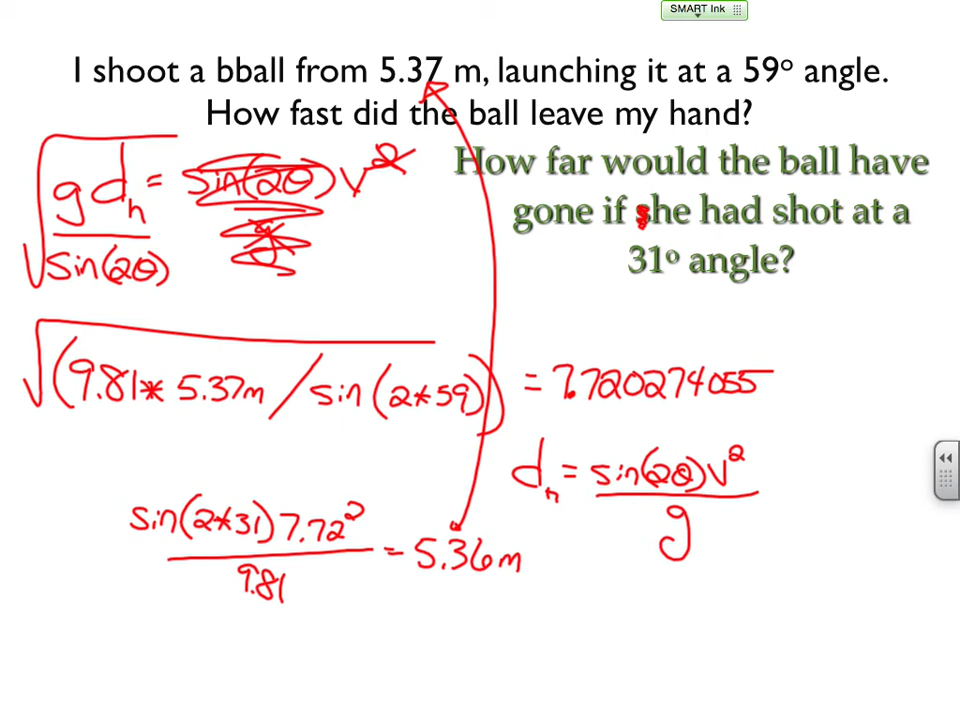 SMART Ink
I shoot a bball from 5.37 m, launching it at a 59° angle.
How fast did the ball leave my hand?
How far would the ball have
gone if she had shot at a
31° angle?
√(g dₕ / sin(2θ)) = sin(2θ) v²
√(9.81* 5.37m / sin(2*59)) = 7.720274055
dₕ = sin(2θ)v² / g
sin(2*31)7.72² / 9.81 = 5.36m